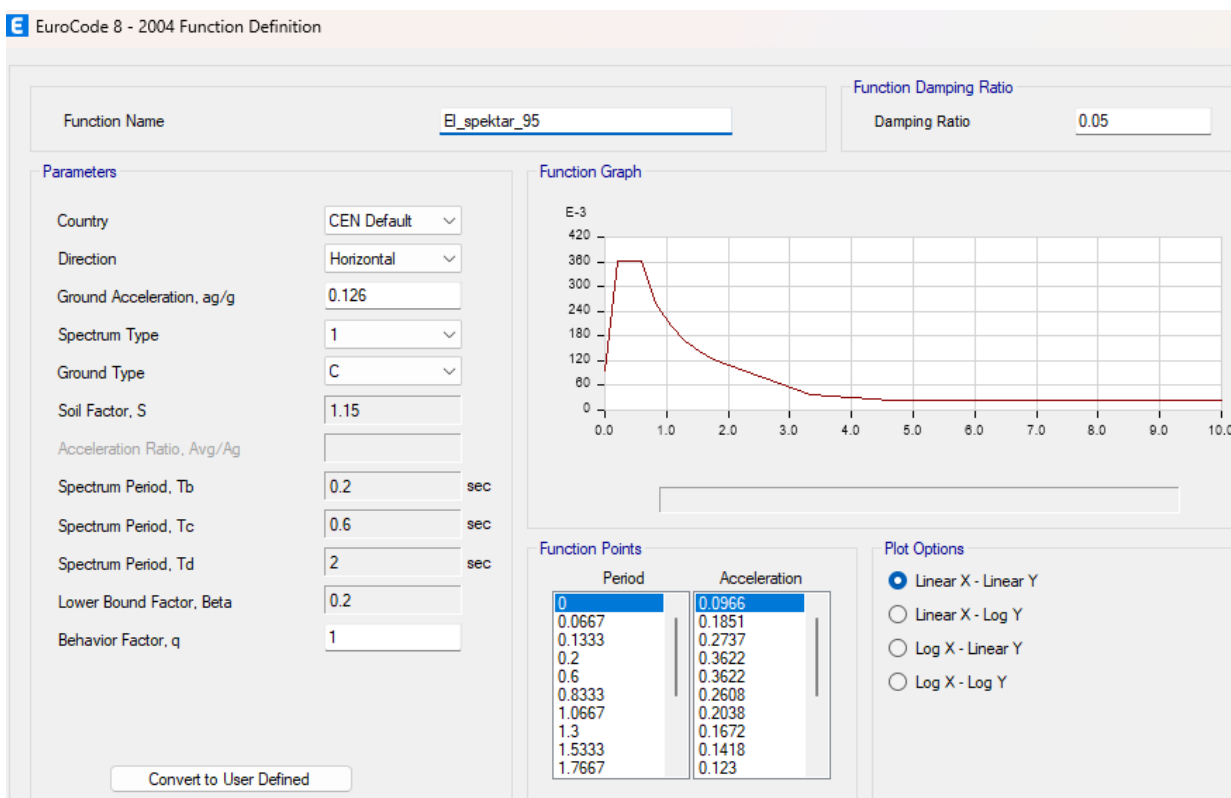 E EuroCode 8 - 2004 Function Definition
Function Name El_spektar_95
Function Damping Ratio
Damping Ratio 0.05
Parameters
Country CEN Default
Direction Horizontal
Ground Acceleration, ag/g 0.126
Spectrum Type 1
Ground Type C
Soil Factor, S 1.15
Acceleration Ratio, Avg/Ag
Spectrum Period, Tb 0.2 sec
Spectrum Period, Tc 0.6 sec
Spectrum Period, Td 2 sec
Lower Bound Factor, Beta 0.2
Behavior Factor, q 1
Convert to User Defined
Function Graph
E-3
420
360
300
240
180
120
60
0
0.0 1.0 2.0 3.0 4.0 5.0 6.0 7.0 8.0 9.0 10.0
Function Points
Period Acceleration
0 0.0966
0.0667 0.1851
0.1333 0.2737
0.2 0.3622
0.6 0.3622
0.8333 0.2608
1.0667 0.2038
1.3 0.1672
1.5333 0.1418
1.7667 0.123
Plot Options
Linear X - Linear Y
Linear X - Log Y
Log X - Linear Y
Log X - Log Y